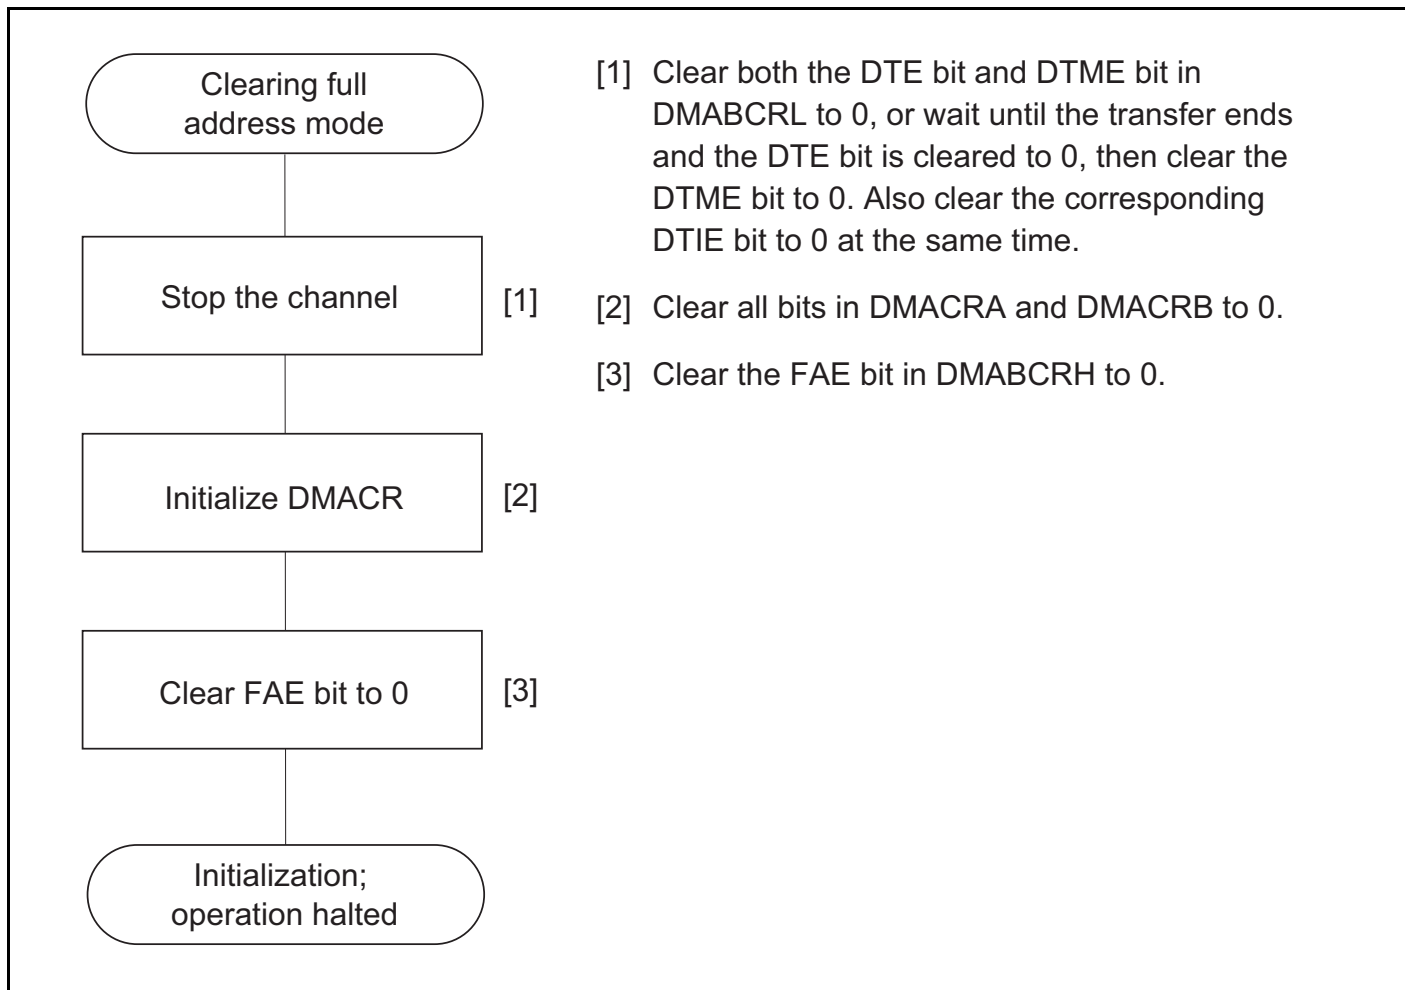 Clearing full
address mode
Stop the channel
[1]
Initialize DMACR
[2]
Clear FAE bit to 0
[3]
Initialization;
operation halted
[1] Clear both the DTE bit and DTME bit in
DMABCRL to 0, or wait until the transfer ends
and the DTE bit is cleared to 0, then clear the
DTME bit to 0. Also clear the corresponding
DTIE bit to 0 at the same time.
[2] Clear all bits in DMACRA and DMACRB to 0.
[3] Clear the FAE bit in DMABCRH to 0.